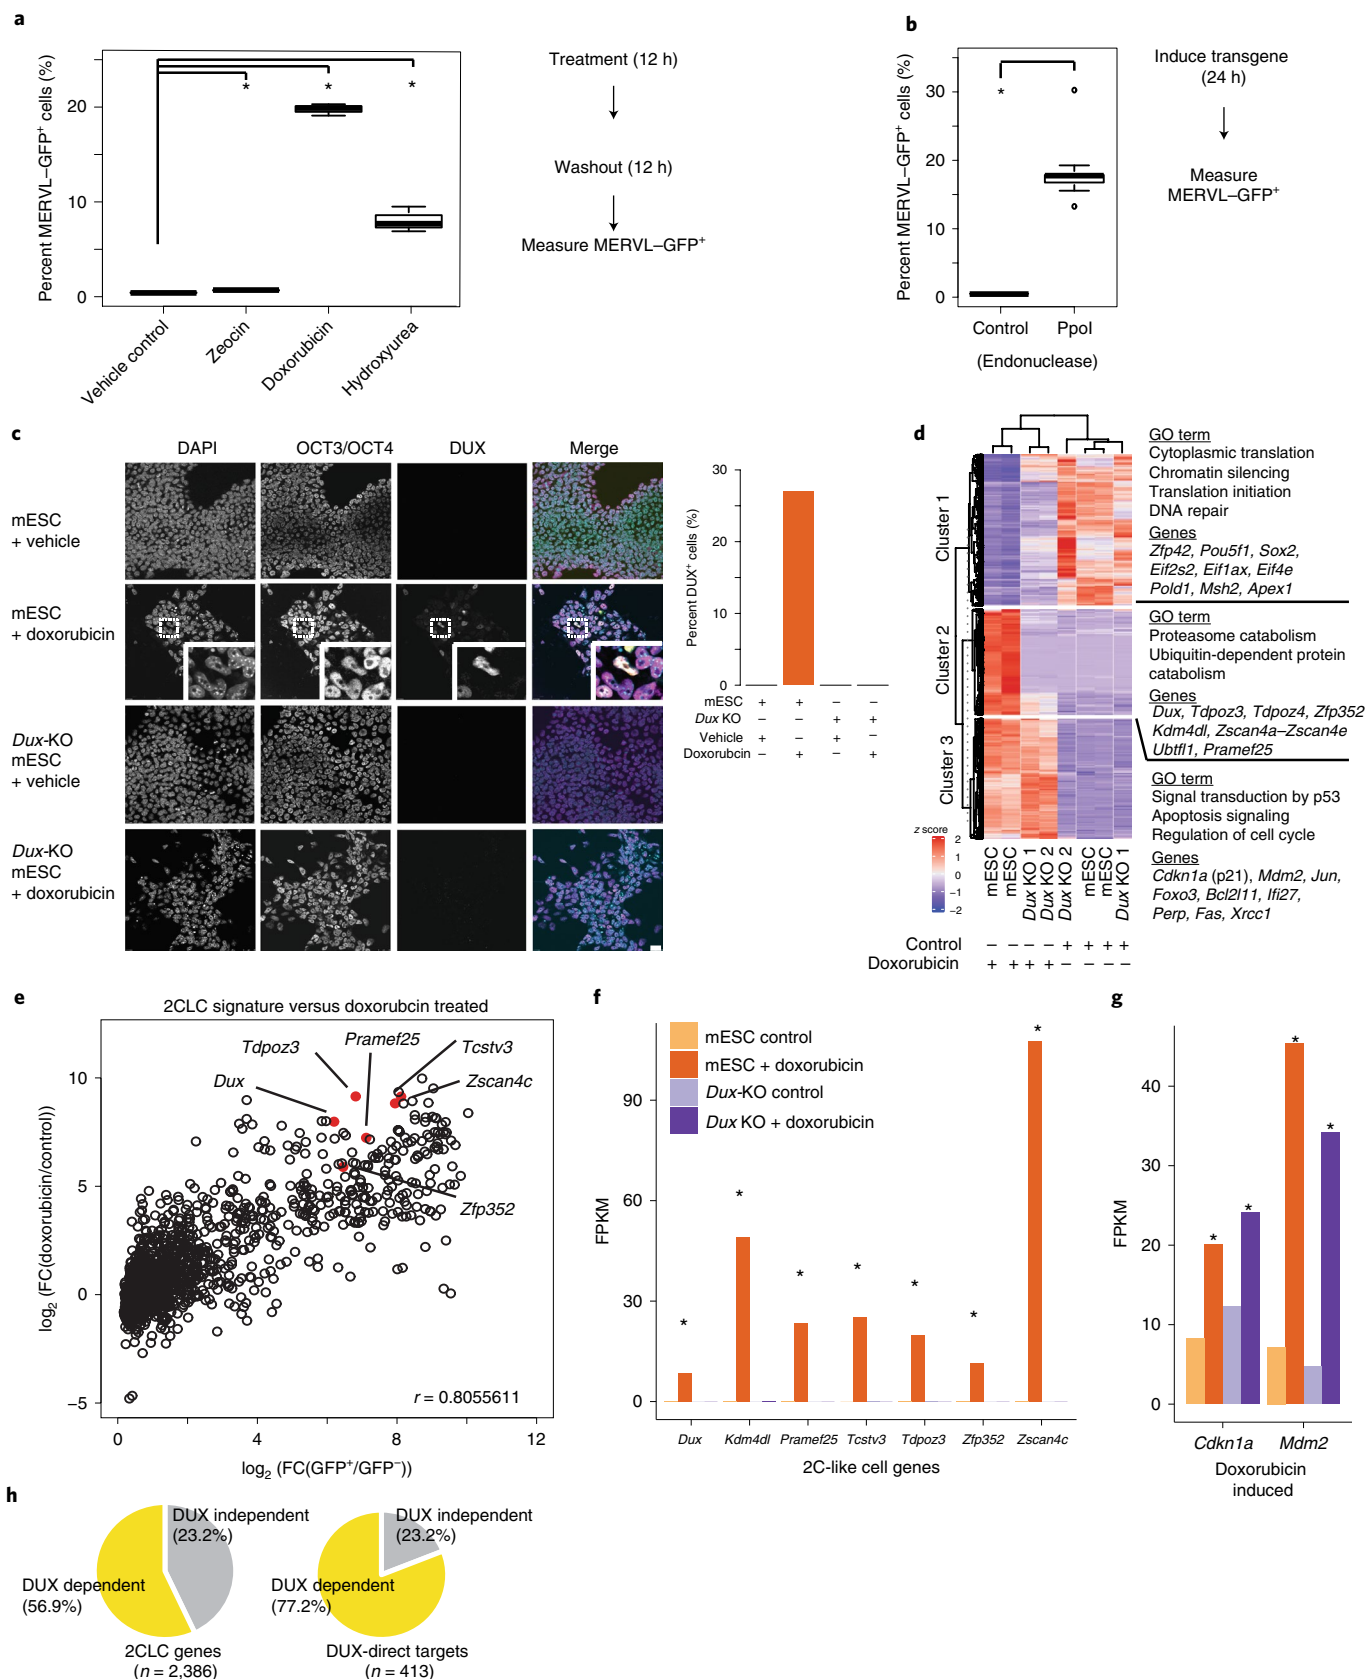 a
Percent MERVL–GFP⁺ cells (%)
20
10
0
*
*
*
Vehicle control
Zeocin
Doxorubicin
Hydroxyurea
Treatment (12 h)
Washout (12 h)
Measure MERVL–GFP⁺
b
Percent MERVL–GFP⁺ cells (%)
30
20
10
0
*
Control
PpoI
(Endonuclease)
Induce transgene
(24 h)
Measure
MERVL–GFP⁺
c
DAPI
OCT3/OCT4
DUX
Merge
mESC
+ vehicle
mESC
+ doxorubicin
Dux-KO
mESC
+ vehicle
Dux-KO
mESC
+ doxorubicin
Percent DUX⁺ cells (%)
30
20
10
0
mESC + + – –
Dux KO – – + +
Vehicle + – + –
Doxorubcin – + – +
d
Cluster 1
Cluster 2
Cluster 3
z score
2
1
0
–1
–2
mESC
mESC
Dux KO 1
Dux KO 2
Dux KO 2
mESC
mESC
Dux KO 1
Control – – – – + + + +
Doxorubicin + + + + – – – –
GO term
Cytoplasmic translation
Chromatin silencing
Translation initiation
DNA repair
Genes
Zfp42, Pou5f1, Sox2,
Eif2s2, Eif1ax, Eif4e
Pold1, Msh2, Apex1
GO term
Proteasome catabolism
Ubiquitin-dependent protein
catabolism
Genes
Dux, Tdpoz3, Tdpoz4, Zfp352
Kdm4dl, Zscan4a–Zscan4e
Ubtfl1, Pramef25
GO term
Signal transduction by p53
Apoptosis signaling
Regulation of cell cycle
Genes
Cdkn1a (p21), Mdm2, Jun,
Foxo3, Bcl2l11, Ifi27,
Perp, Fas, Xrcc1
e
2CLC signature versus doxorubcin treated
log₂ (FC(doxorubicin/control))
10
5
0
–5
Tdpoz3
Pramef25
Tcstv3
Dux
Zscan4c
Zfp352
r = 0.8055611
0
4
8
12
log₂ (FC(GFP⁺/GFP⁻))
f
mESC control
mESC + doxorubicin
Dux-KO control
Dux KO + doxorubicin
FPKM
90
60
30
0
*
*
*
*
*
*
*
Dux
Kdm4dl
Pramef25
Tcstv3
Tdpoz3
Zfp352
Zscan4c
2C-like cell genes
g
FPKM
40
30
20
10
0
*
*
*
*
Cdkn1a
Mdm2
Doxorubicin
induced
h
DUX independent
(23.2%)
DUX dependent
(56.9%)
2CLC genes
(n = 2,386)
DUX independent
(23.2%)
DUX dependent
(77.2%)
DUX-direct targets
(n = 413)